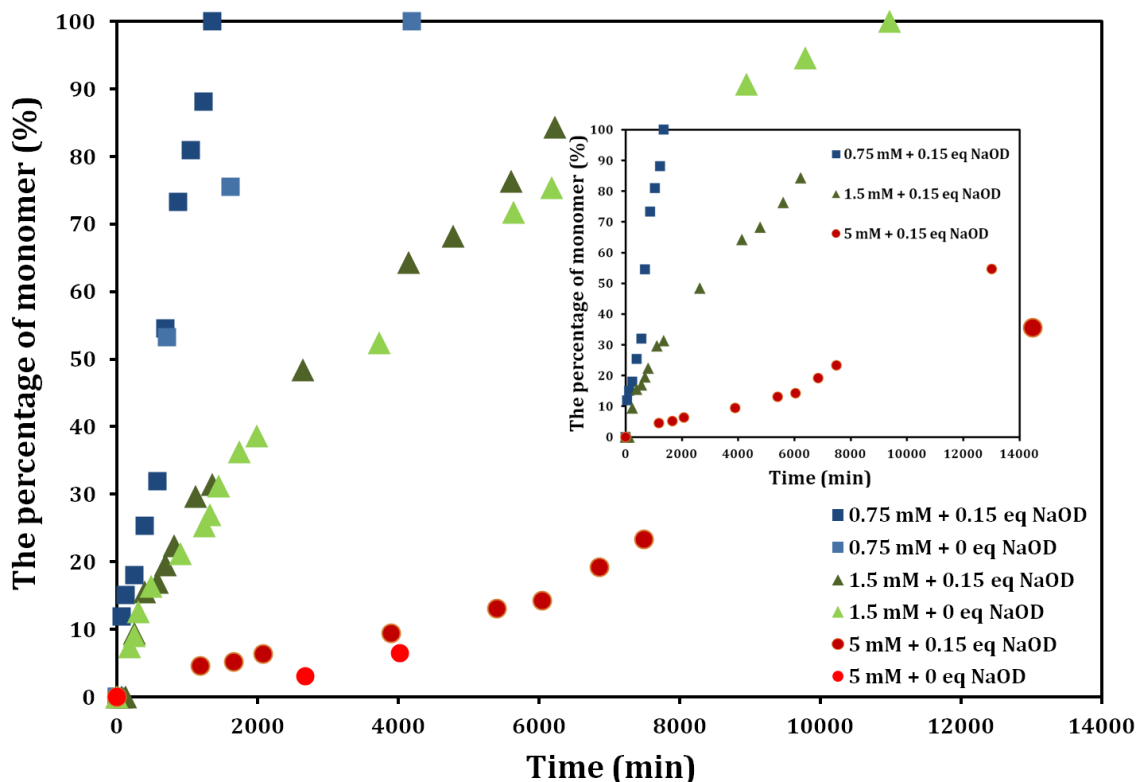 The percentage of monomer (%)
100
90
80
70
60
50
40
30
20
10
0
0
2000
4000
6000
8000
10000
12000
14000
Time (min)
The percentage of monomer (%)
100
90
80
70
60
50
40
30
20
10
0
0
2000
4000
6000
8000
10000
12000
14000
Time (min)
0.75 mM + 0.15 eq NaOD
1.5 mM + 0.15 eq NaOD
5 mM + 0.15 eq NaOD
0.75 mM + 0.15 eq NaOD
0.75 mM + 0 eq NaOD
1.5 mM + 0.15 eq NaOD
1.5 mM + 0 eq NaOD
5 mM + 0.15 eq NaOD
5 mM + 0 eq NaOD